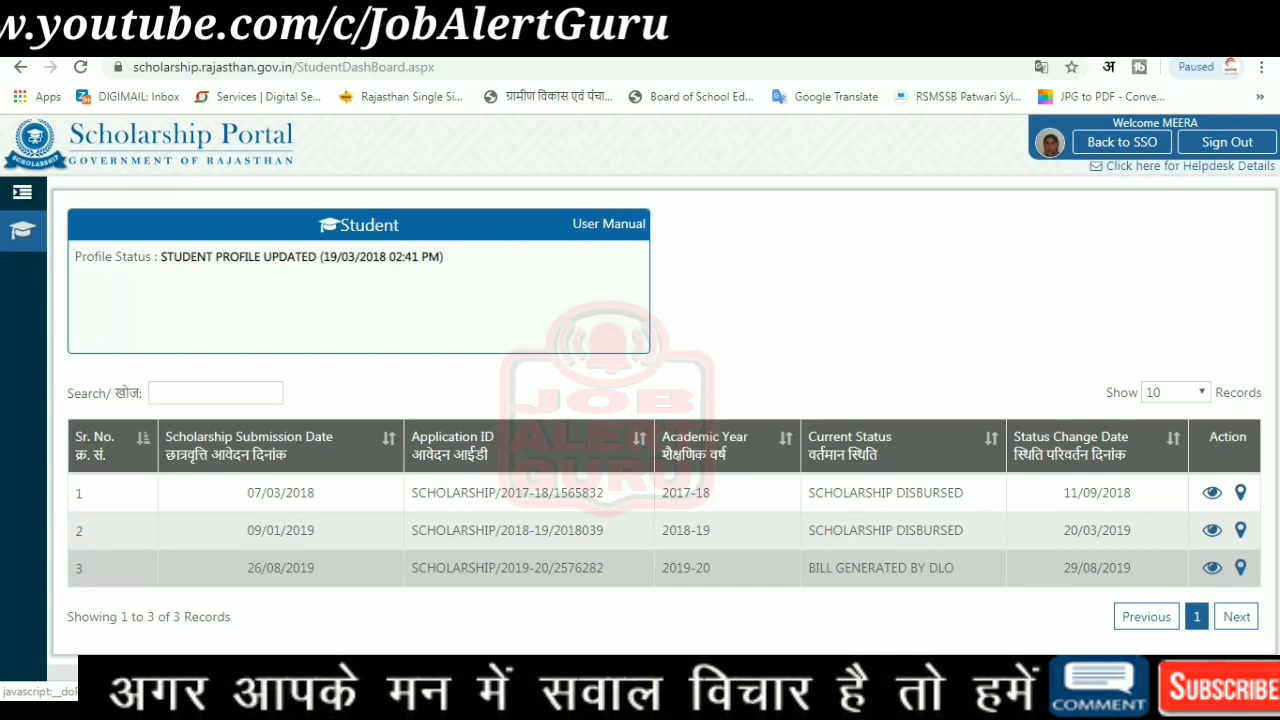 w.youtube.com/c/JobAlertGuru
scholarship.rajasthan.gov.in/StudentDashBoard.aspx
अ
Paused
Apps
DIGIMAIL: Inbox
Services | Digital Se...
Rajasthan Single Si...
ग्रामीण विकास एवं पंचा...
Board of School Ed...
Google Translate
RSMSSB Patwari Syl...
JPG to PDF - Conve...
»
Scholarship Portal
GOVERNMENT OF RAJASTHAN
SCHOLARSHIP
Welcome MEERA
Back to SSO
Sign Out
Click here for Helpdesk Details
Student
User Manual
Profile Status : STUDENT PROFILE UPDATED (19/03/2018 02:41 PM)
JOB
ALERT
GURU
Search/ खोज:
Show 10 Records
Sr. No. Scholarship Submission Date Application ID Academic Year Current Status Status Change Date Action
क्र. सं. छात्रवृत्ति आवेदन दिनांक आवेदन आईडी शैक्षणिक वर्ष वर्तमान स्थिति स्थिति परिवर्तन दिनांक
1 07/03/2018 SCHOLARSHIP/2017-18/1565832 2017-18 SCHOLARSHIP DISBURSED 11/09/2018
2 09/01/2019 SCHOLARSHIP/2018-19/2018039 2018-19 SCHOLARSHIP DISBURSED 20/03/2019
3 26/08/2019 SCHOLARSHIP/2019-20/2576282 2019-20 BILL GENERATED BY DLO 29/08/2019
Showing 1 to 3 of 3 Records
Previous 1 Next
javascript:__doP
अगर आपके मन में सवाल विचार है तो हमें
COMMENT
SUBSCRIBE